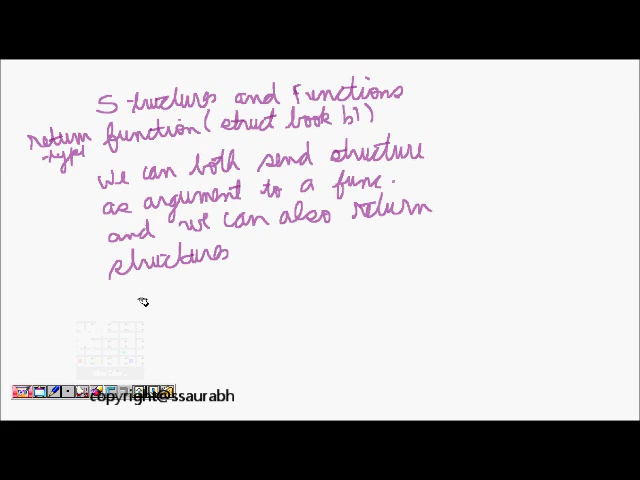 Structures and Functions
return function( struct book b1)
-type
We can both send structure
as argument to a func.
and we can also return
structures
copyright@ssaurabh